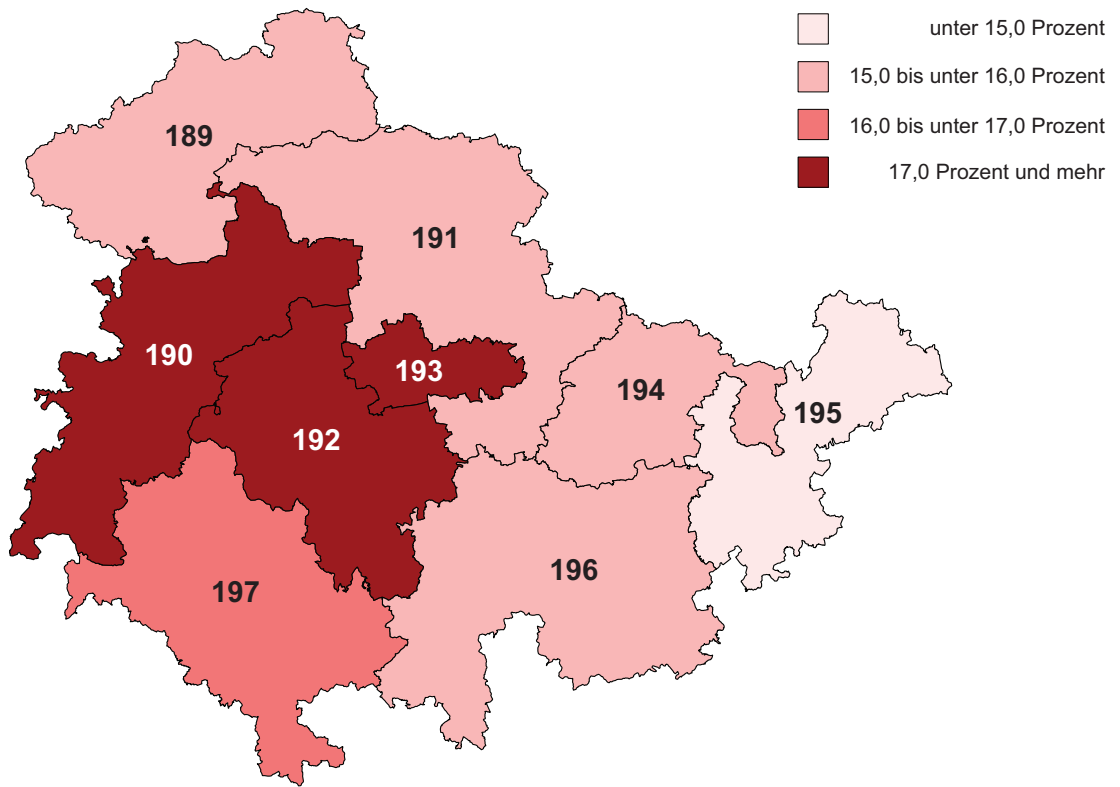 unter 15,0 Prozent
15,0 bis unter 16,0 Prozent
16,0 bis unter 17,0 Prozent
17,0 Prozent und mehr
189
191
190
193
194
195
192
196
197